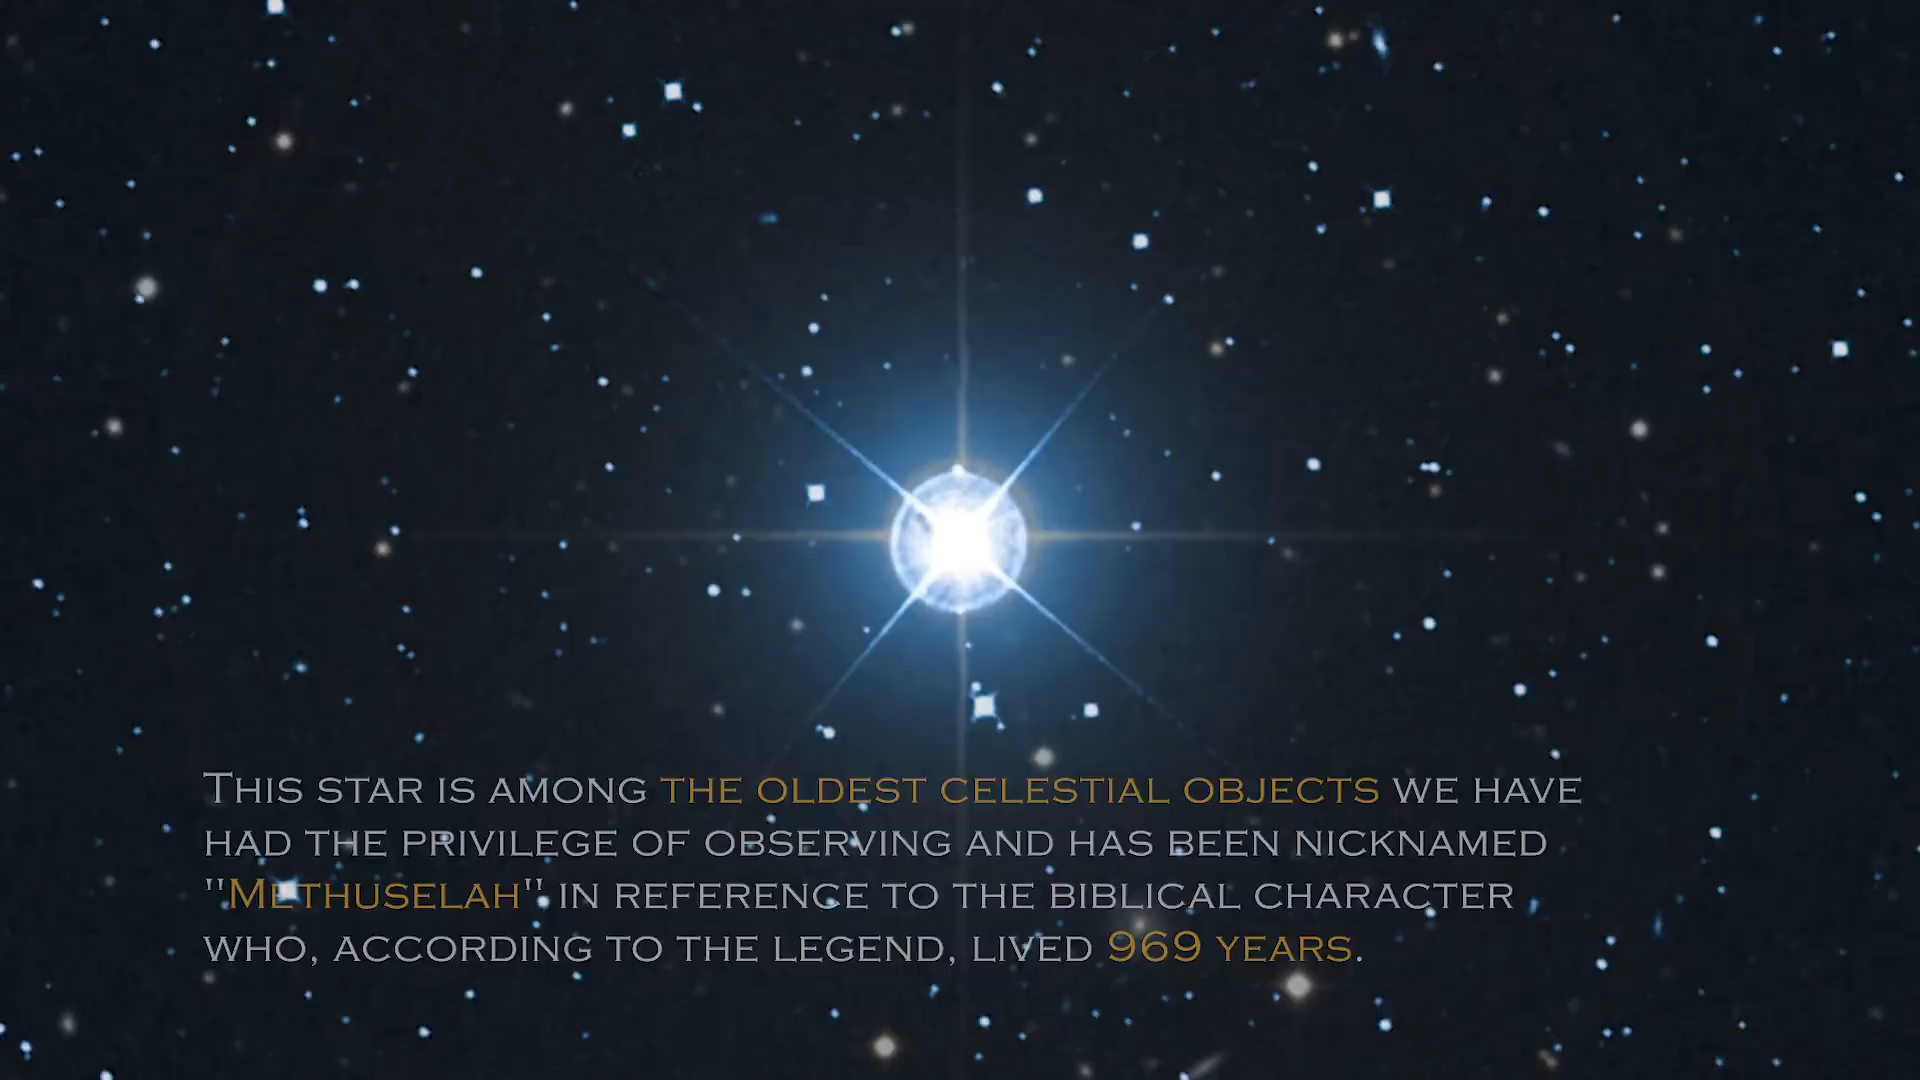 This star is among the oldest celestial objects we have
had the privilege of observing and has been nicknamed
"Methuselah" in reference to the biblical character
who, according to the legend, lived 969 years.